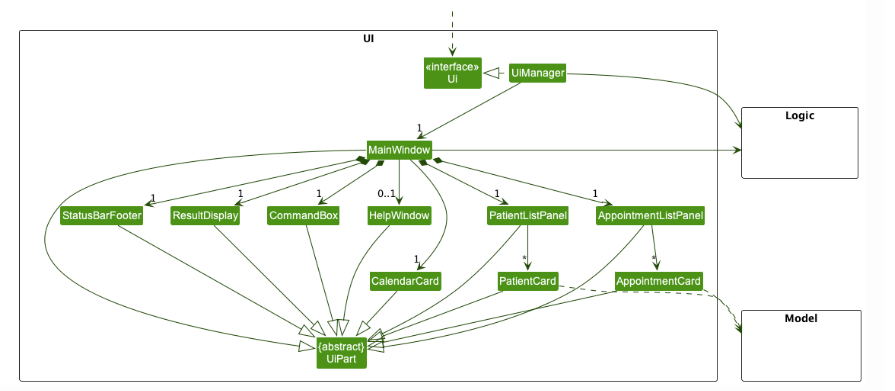 UI
«interface»
Ui
UiManager
Logic
1
MainWindow
1
1
1
0..1
1
1
StatusBarFooter
ResultDisplay
CommandBox
HelpWindow
PatientListPanel
AppointmentListPanel
1
*
*
CalendarCard
PatientCard
AppointmentCard
Model
{abstract}
UiPart